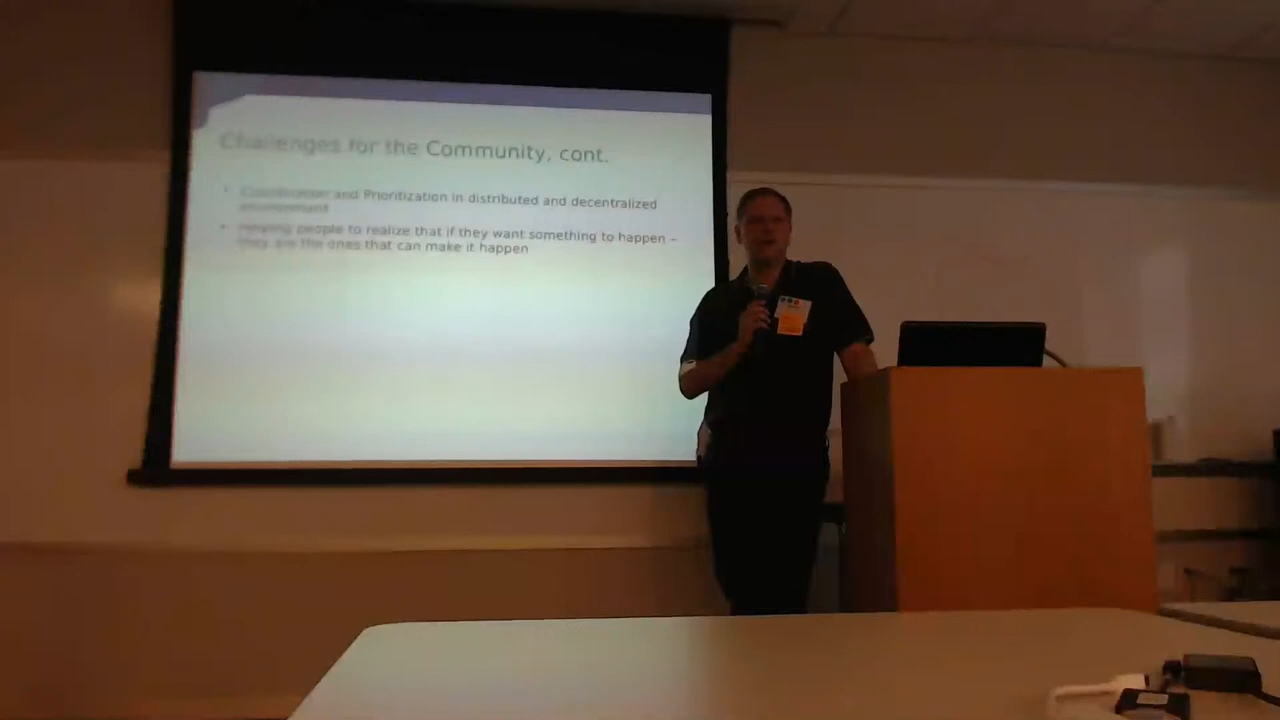 Challenges for the Community, cont.
and Prioritization in distributed and decentralized
environment
Helping people to realize that if they want something to happen –
they are the ones that can make it happen